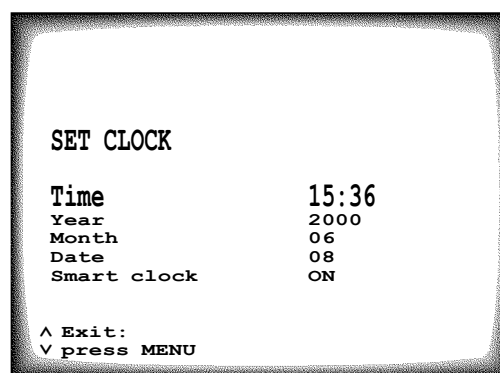 SET CLOCK
Time 15:36
Year 2000
Month 06
Date 08
Smart clock ON
^ Exit:
v press MENU